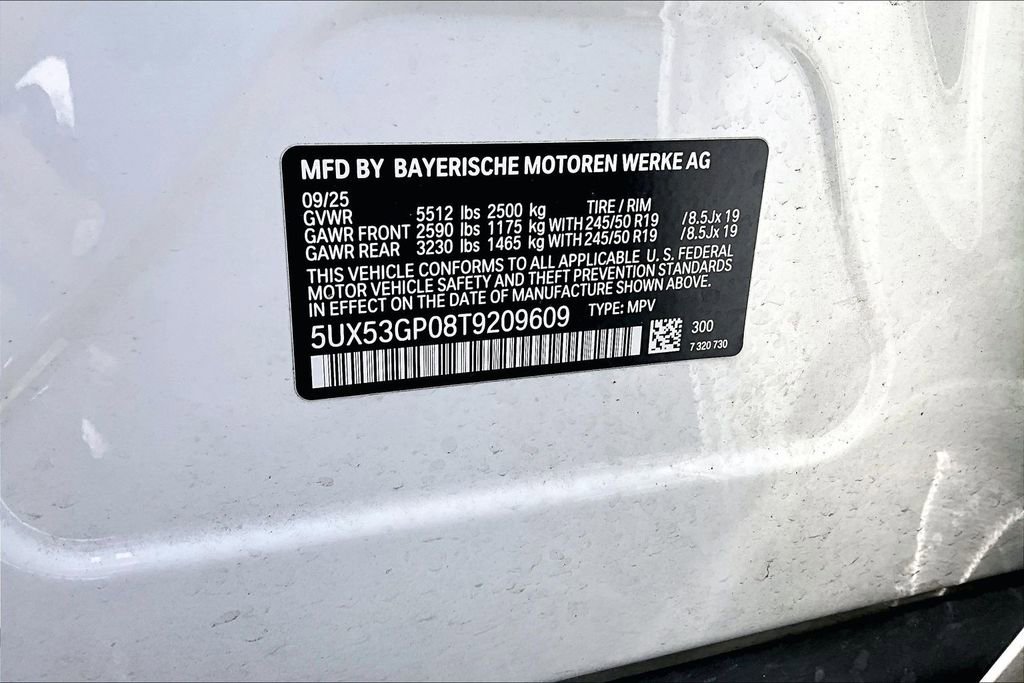 MFD BY BAYERISCHE MOTOREN WERKE AG
09/25
GVWR 5512 lbs 2500 kg TIRE / RIM
GAWR FRONT 2590 lbs 1175 kg WITH 245/50 R19 /8.5Jx 19
GAWR REAR 3230 lbs 1465 kg WITH 245/50 R19 /8.5Jx 19
THIS VEHICLE CONFORMS TO ALL APPLICABLE U. S. FEDERAL
MOTOR VEHICLE SAFETY AND THEFT PREVENTION STANDARDS
IN EFFECT ON THE DATE OF MANUFACTURE SHOWN ABOVE.
5UX53GP08T9209609 TYPE: MPV
300
7 320 730